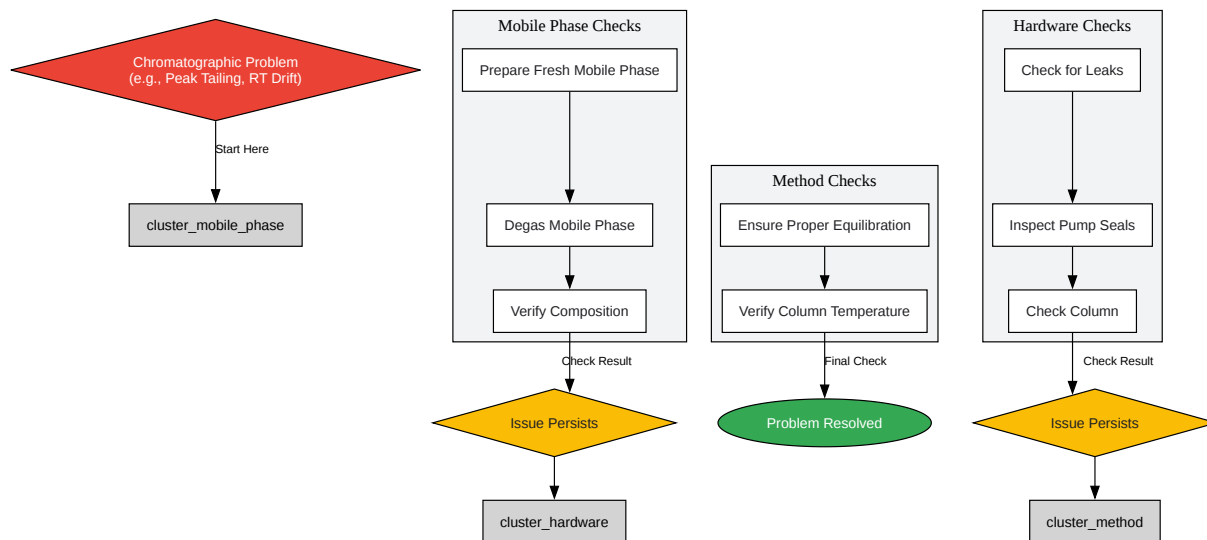 Chromatographic Problem
(e.g., Peak Tailing, RT Drift)
Start Here
cluster_mobile_phase
Mobile Phase Checks
Prepare Fresh Mobile Phase
Degas Mobile Phase
Verify Composition
Check Result
Issue Persists
cluster_hardware
Method Checks
Ensure Proper Equilibration
Verify Column Temperature
Final Check
Problem Resolved
Hardware Checks
Check for Leaks
Inspect Pump Seals
Check Column
Check Result
Issue Persists
cluster_method